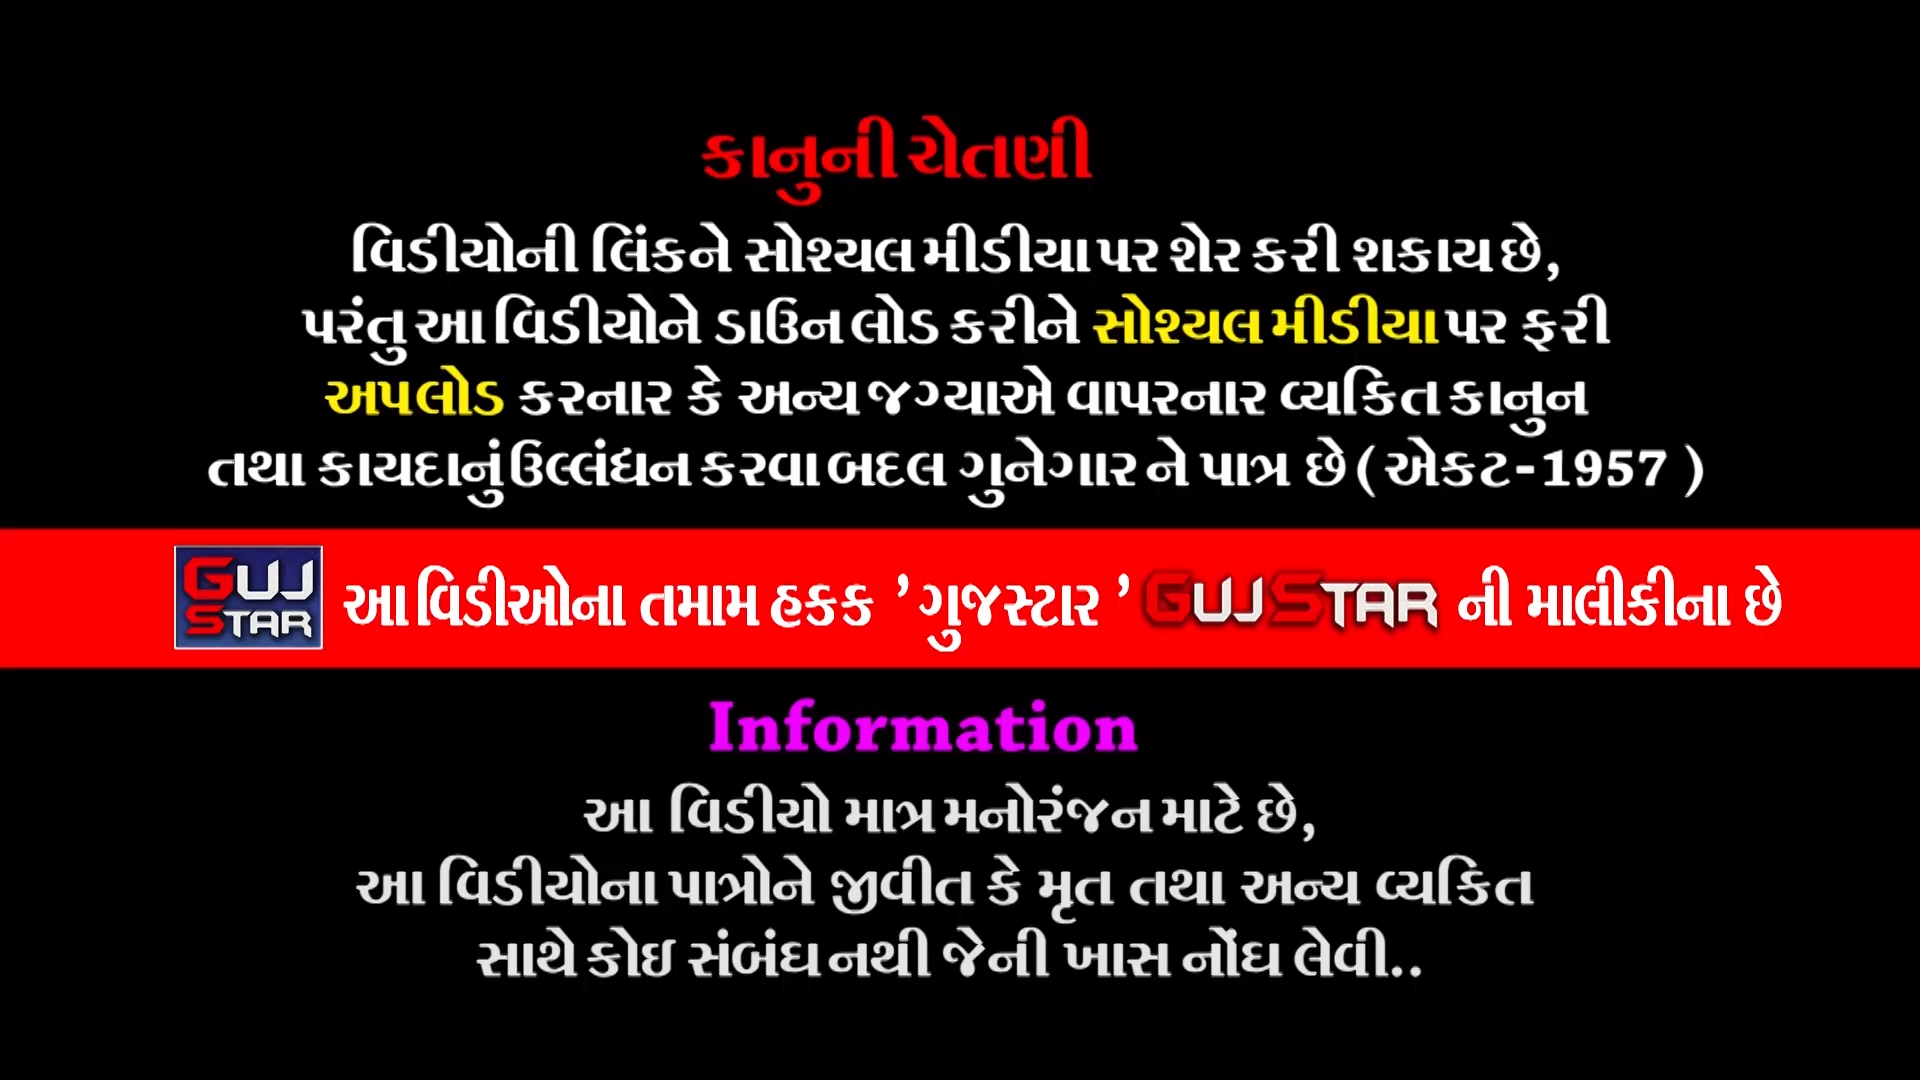 કાનુની ચેતણી
વિડીયોની લિંકને સોશ્યલ મીડીયા પર શેર કરી શકાય છે,
પરંતુ આ વિડીયોને ડાઉનલોડ કરીને સોશ્યલ મીડીયા પર ફરી
અપલોડ કરનાર કે અન્ય જગ્યાએ વાપરનાર વ્યકિત કાનુન
તથા કાયદાનું ઉલ્લંઘન કરવા બદલ ગુનેગાર ને પાત્ર છે ( એકટ-1957 )
GUJ STAR આ વિડીઓના તમામ હકક ’ ગુજસ્ટાર ’ GUJ STAR ની માલીકીના છે
Information
આ વિડીયો માત્ર મનોરંજન માટે છે,
આ વિડીયોના પાત્રોને જીવીત કે મૃત તથા અન્ય વ્યકિત
સાથે કોઇ સંબંઘ નથી જેની ખાસ નોંઘ લેવી..